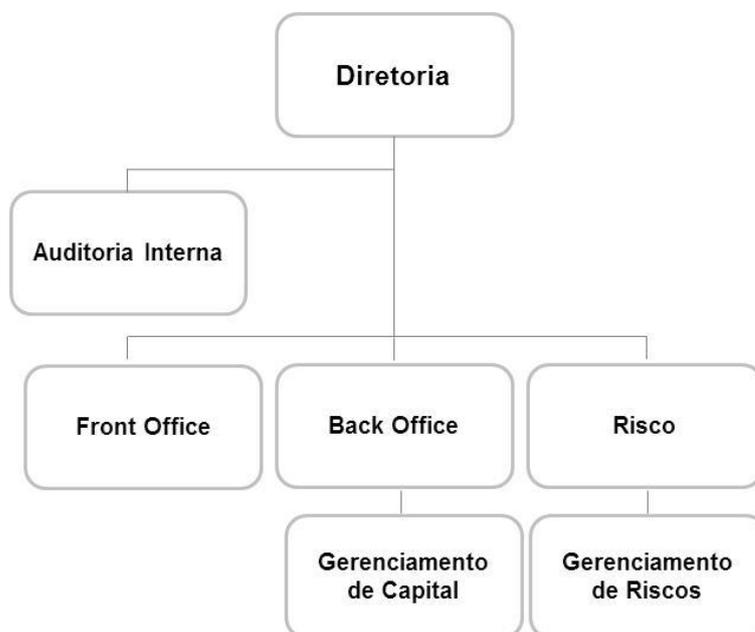 Diretoria
Auditoria Interna
Front Office
Back Office
Risco
Gerenciamento
de Capital
Gerenciamento
de Riscos